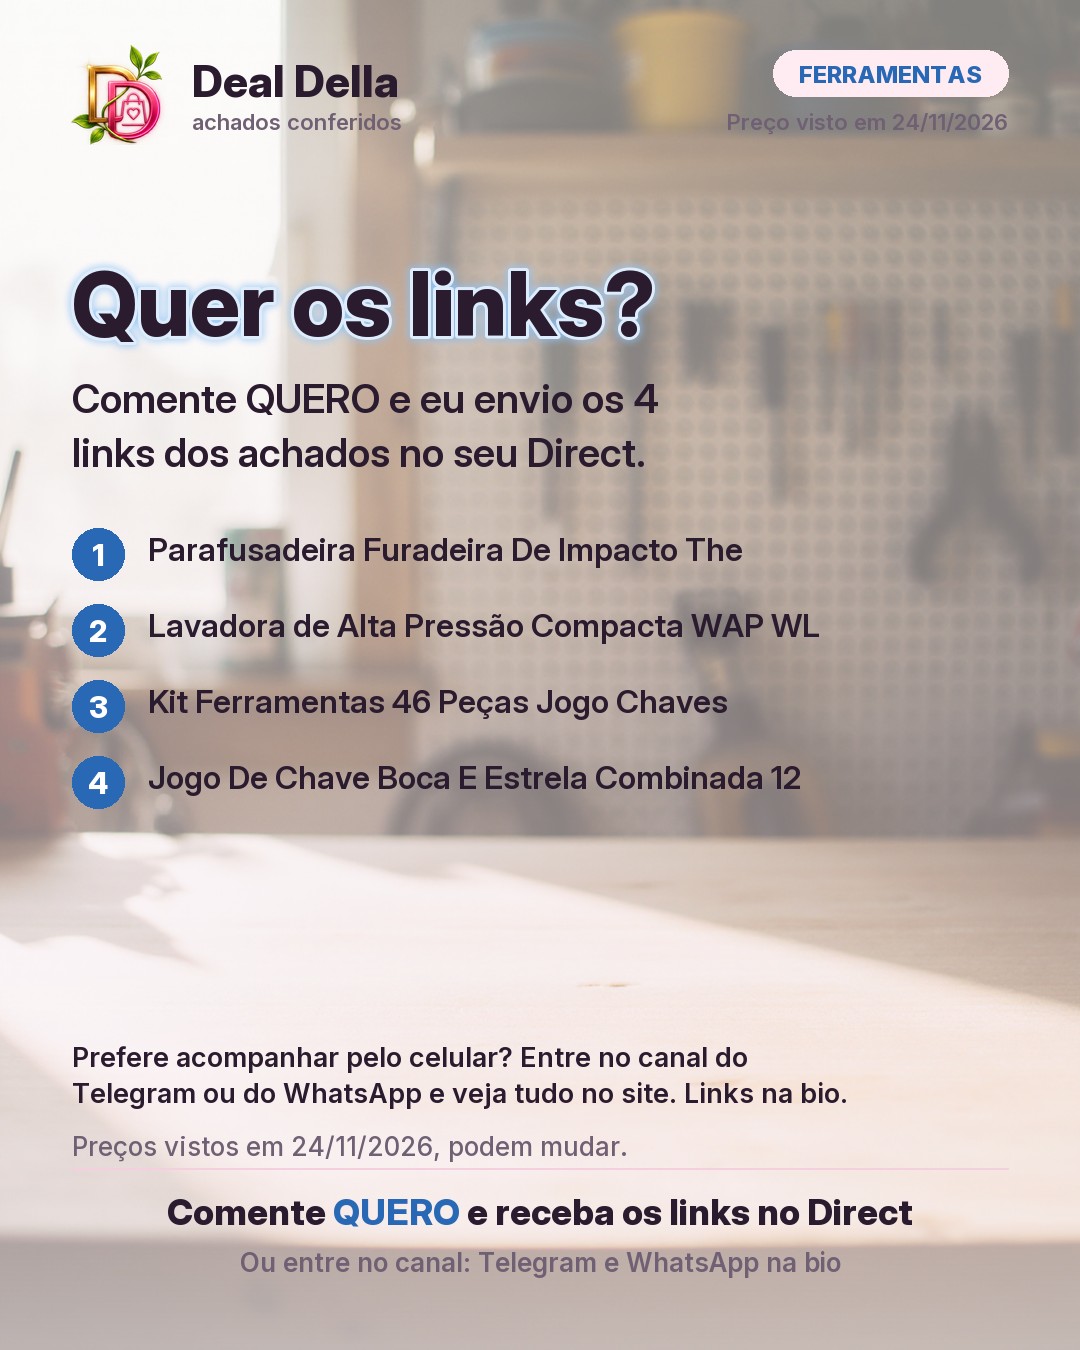 Deal Della
achados conferidos
FERRAMENTAS
Preço visto em 24/11/2026
Quer os links?
Comente QUERO e eu envio os 4
links dos achados no seu Direct.
1 Parafusadeira Furadeira De Impacto The
2 Lavadora de Alta Pressão Compacta WAP WL
3 Kit Ferramentas 46 Peças Jogo Chaves
4 Jogo De Chave Boca E Estrela Combinada 12
Prefere acompanhar pelo celular? Entre no canal do
Telegram ou do WhatsApp e veja tudo no site. Links na bio.
Preços vistos em 24/11/2026, podem mudar.
Comente QUERO e receba os links no Direct
Ou entre no canal: Telegram e WhatsApp na bio